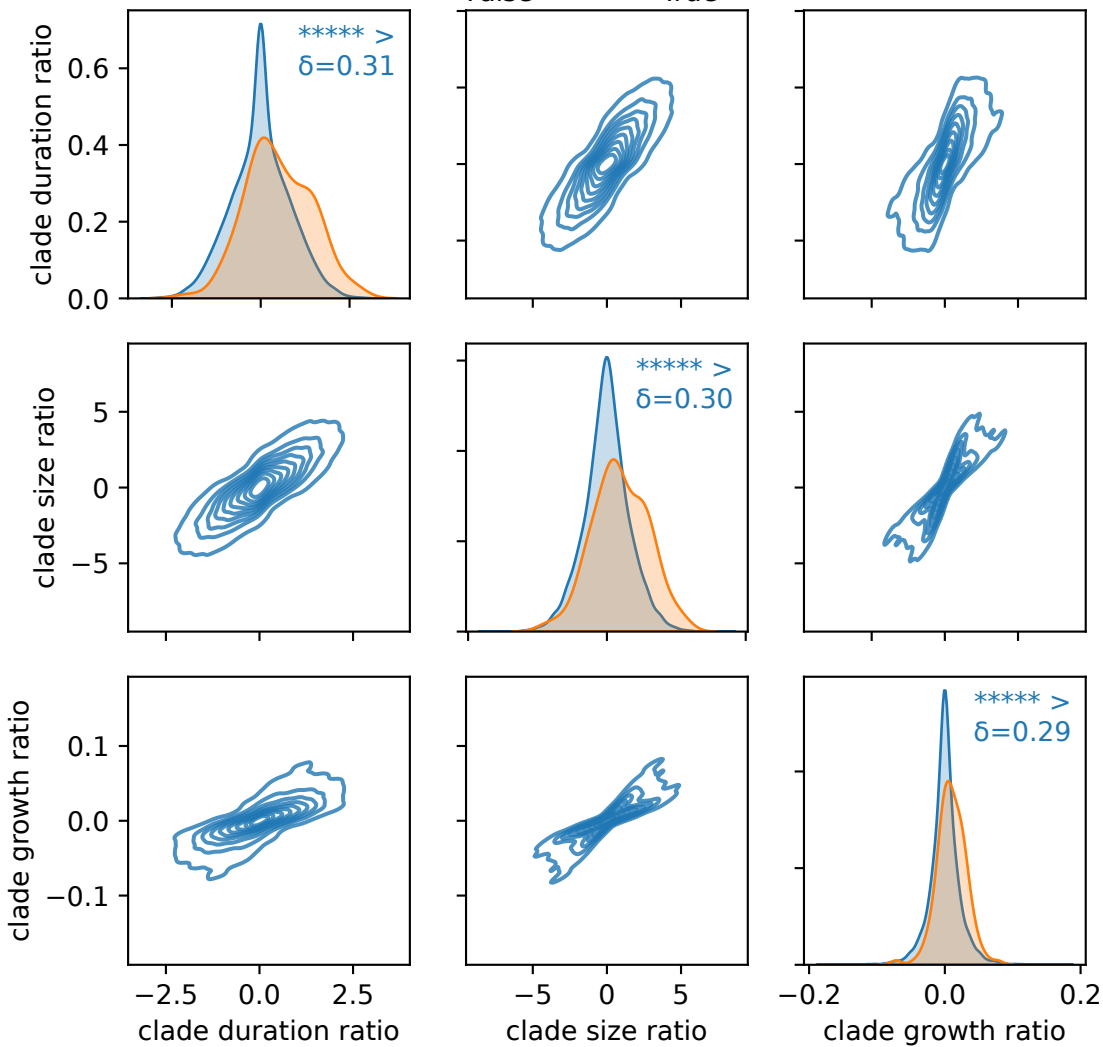 ***** >
δ=0.31
clade duration ratio
0.6
0.4
0.2
0.0
−5
0
5
***** >
δ=0.30
clade size ratio
5
0
−5
***** >
δ=0.29
clade growth ratio
0.1
0.0
−0.1
−2.5
0.0
2.5
−0.2
0.0
0.2
clade duration ratio
clade size ratio
clade growth ratio